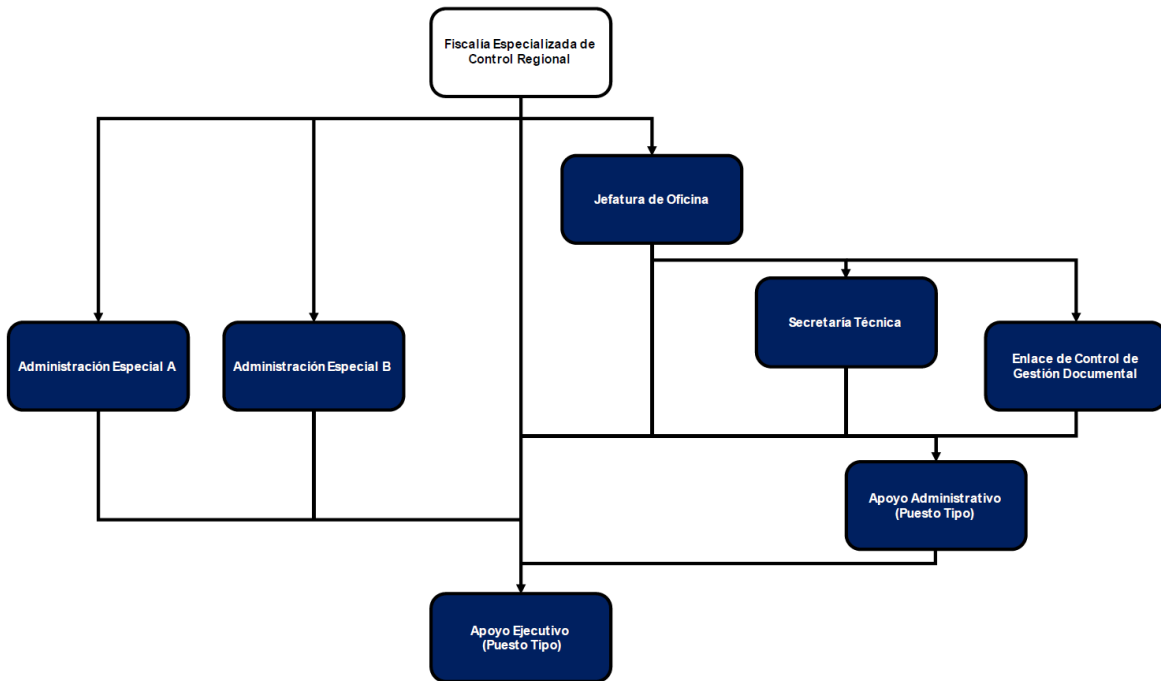 Fiscalía Especializada de
Control Regional
Jefatura de Oficina
Secretaría Técnica
Administración Especial A
Administración Especial B
Enlace de Control de
Gestión Documental
Apoyo Administrativo
(Puesto Tipo)
Apoyo Ejecutivo
(Puesto Tipo)